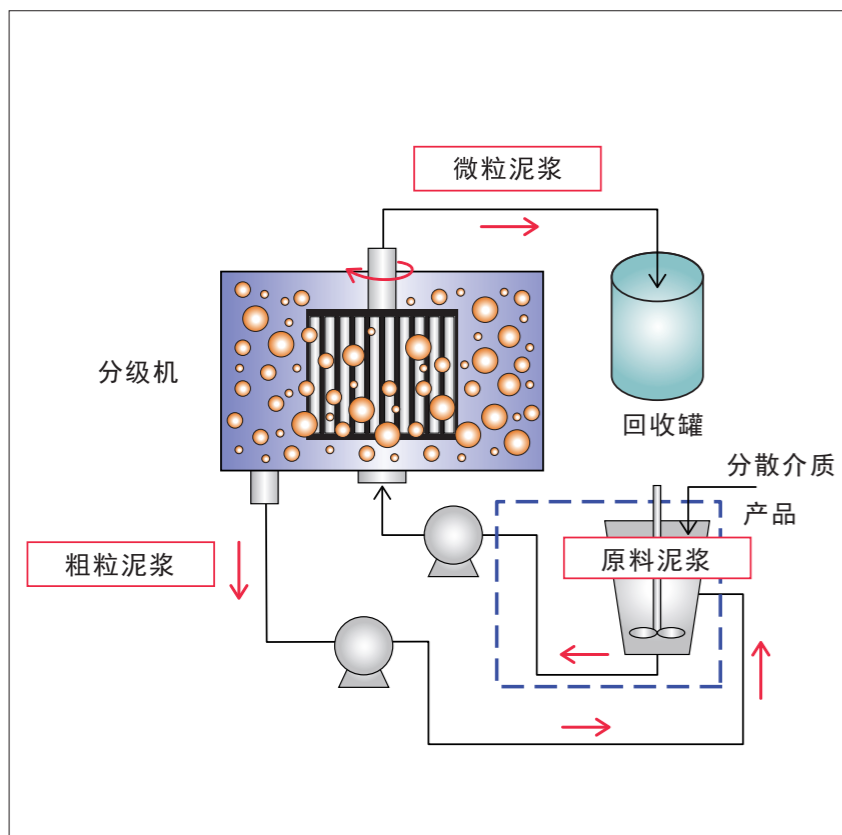 微粒泥浆
分级机
回收罐
分散介质
产品
粗粒泥浆
原料泥浆